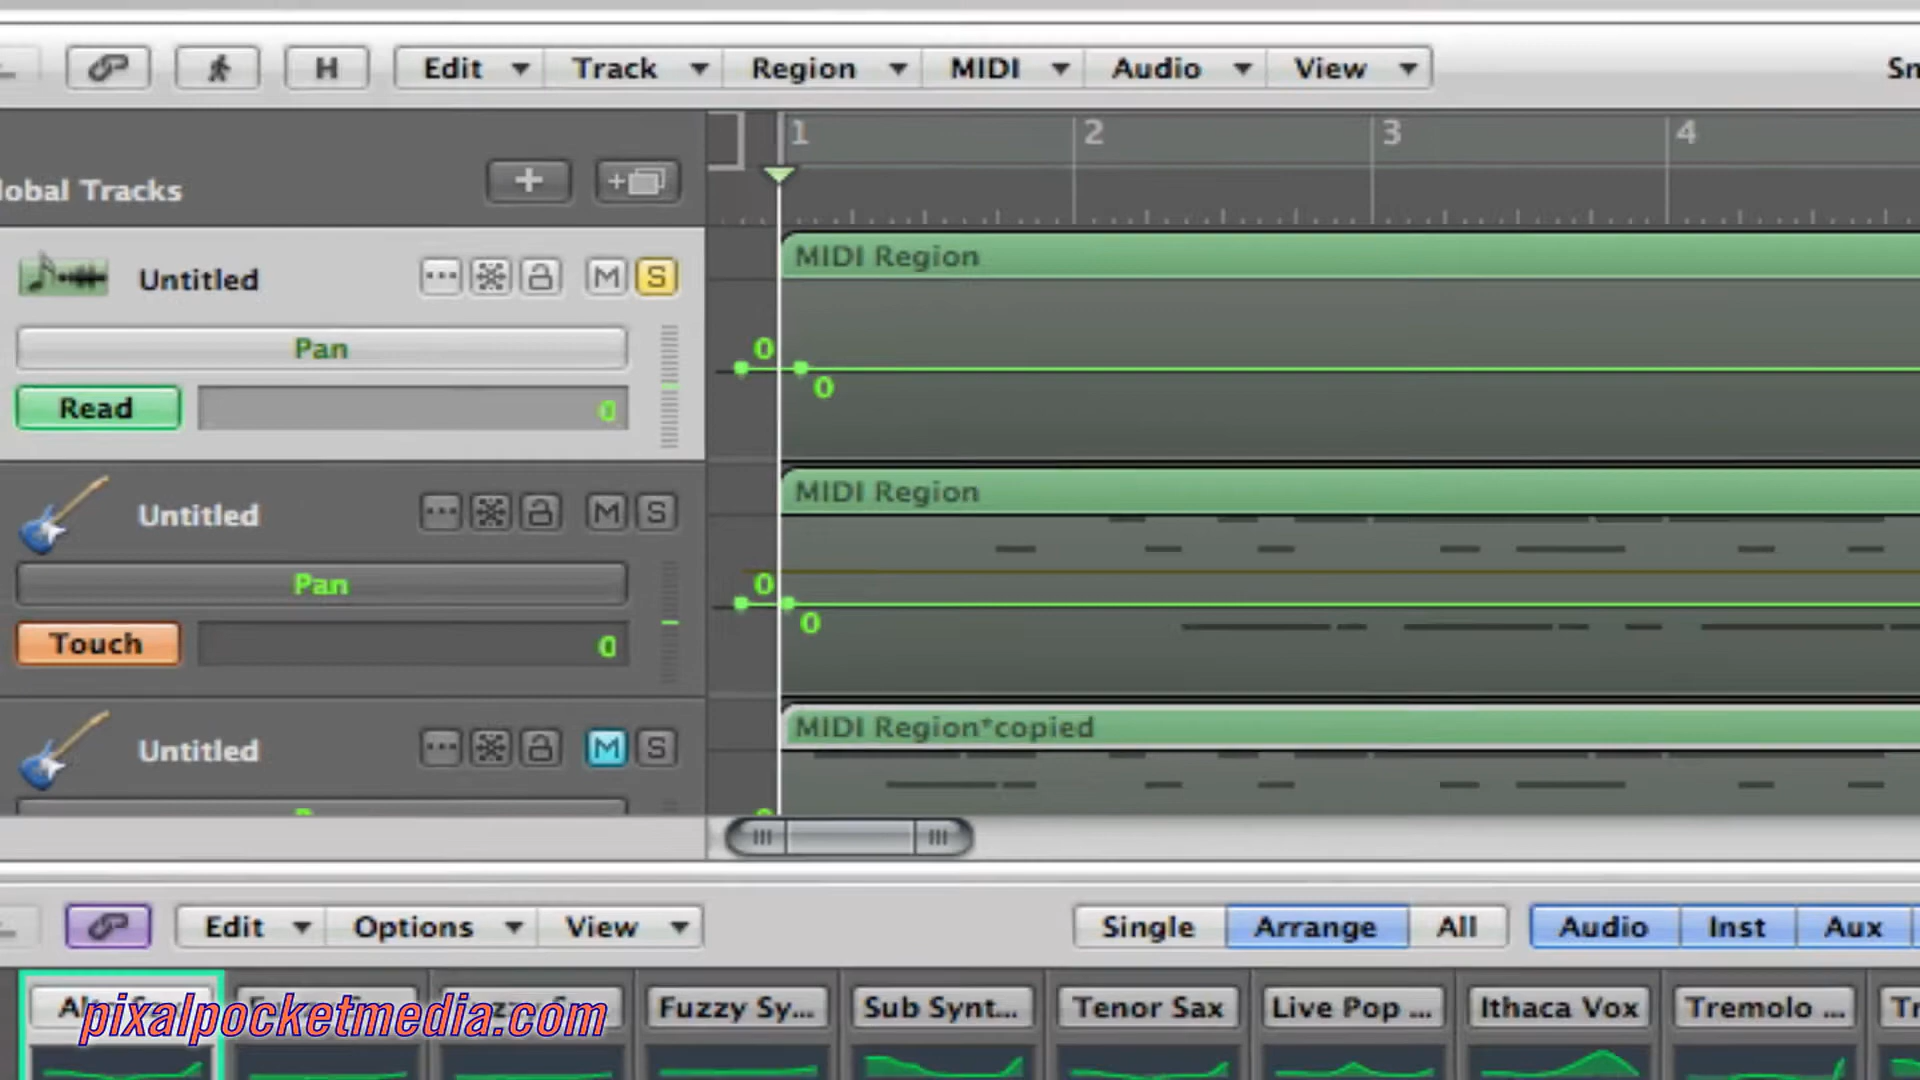 H Edit Track Region MIDI Audio View Sn
1 2 3 4
lobal Tracks + +
Untitled M S MIDI Region
Pan 0
Read 0 0
Untitled M S MIDI Region
Pan 0
Touch 0 0
Untitled M S MIDI Region*copied
Edit Options View Single Arrange All Audio Inst Aux
Fuzzy Sy... Sub Synt... Tenor Sax Live Pop ... Ithaca Vox Tremolo ... Tr
pixalpocketmedia.com